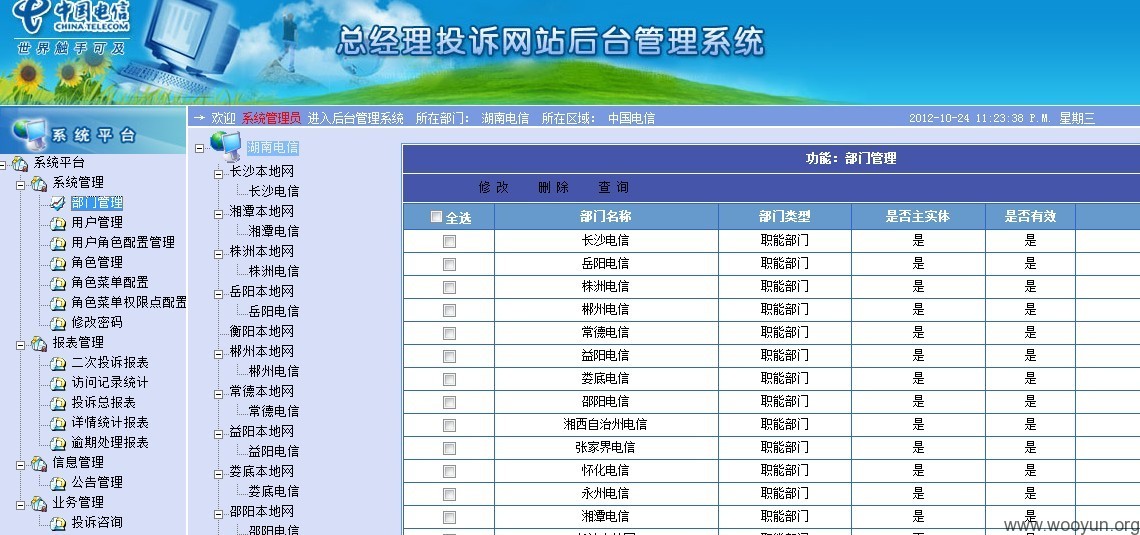 中国电信
CHINA TELECOM
世界触手可及
总经理投诉网站后台管理系统
系统平台
→ 欢迎 系统管理员 进入后台管理系统 所在部门： 湖南电信 所在区域： 中国电信
2012-10-24 11:23:38 P.M. 星期三
系统平台
系统管理
部门管理
用户管理
用户角色配置管理
角色管理
角色菜单配置
角色菜单权限点配置
修改密码
报表管理
二次投诉报表
访问记录统计
投诉总报表
详情统计报表
逾期处理报表
信息管理
公告管理
业务管理
投诉咨询
湖南电信
长沙本地网
长沙电信
湘潭本地网
湘潭电信
株洲本地网
株洲电信
岳阳本地网
岳阳电信
衡阳本地网
郴州本地网
郴州电信
常德本地网
常德电信
益阳本地网
益阳电信
娄底本地网
娄底电信
邵阳本地网
邵阳电信
功能：部门管理
修改 删除 查询
全选 部门名称 部门类型 是否主实体 是否有效
长沙电信 职能部门 是 是
岳阳电信 职能部门 是 是
株洲电信 职能部门 是 是
郴州电信 职能部门 是 是
常德电信 职能部门 是 是
益阳电信 职能部门 是 是
娄底电信 职能部门 是 是
邵阳电信 职能部门 是 是
湘西自治州电信 职能部门 是 是
张家界电信 职能部门 是 是
怀化电信 职能部门 是 是
永州电信 职能部门 是 是
湘潭电信 职能部门 是 是
www.wooyun.org